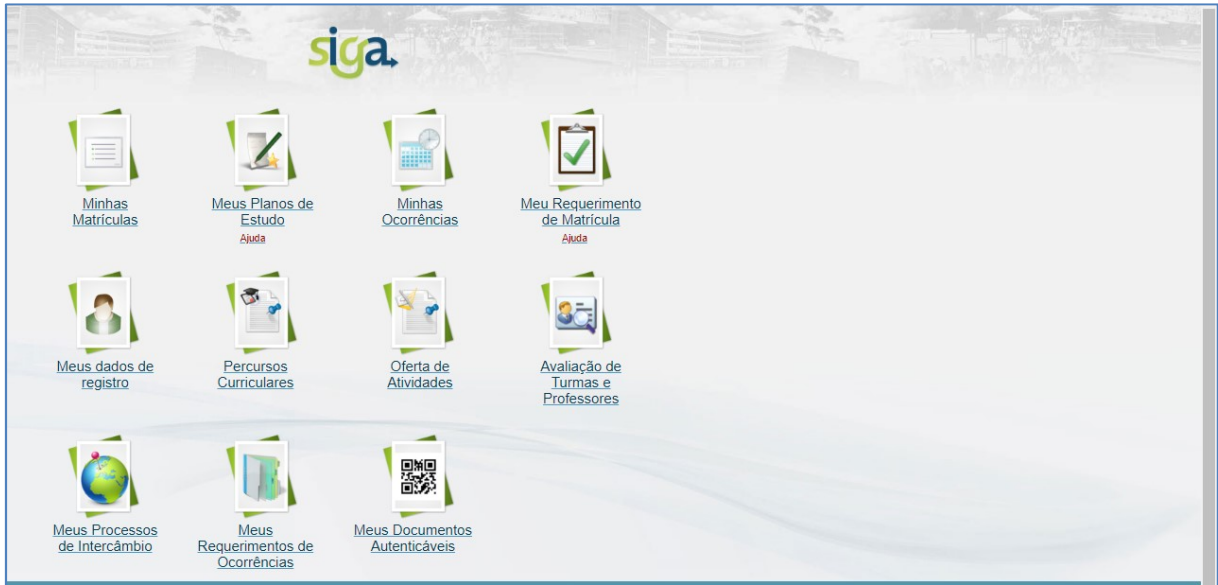 siga
Minhas
Matrículas
Meus Planos de
Estudo
Ajuda
Minhas
Ocorrências
Meu Requerimento
de Matrícula
Ajuda
Meus dados de
registro
Percursos
Curriculares
Oferta de
Atividades
Avaliação de
Turmas e
Professores
Meus Processos
de Intercâmbio
Meus
Requerimentos de
Ocorrências
Meus Documentos
Autenticáveis